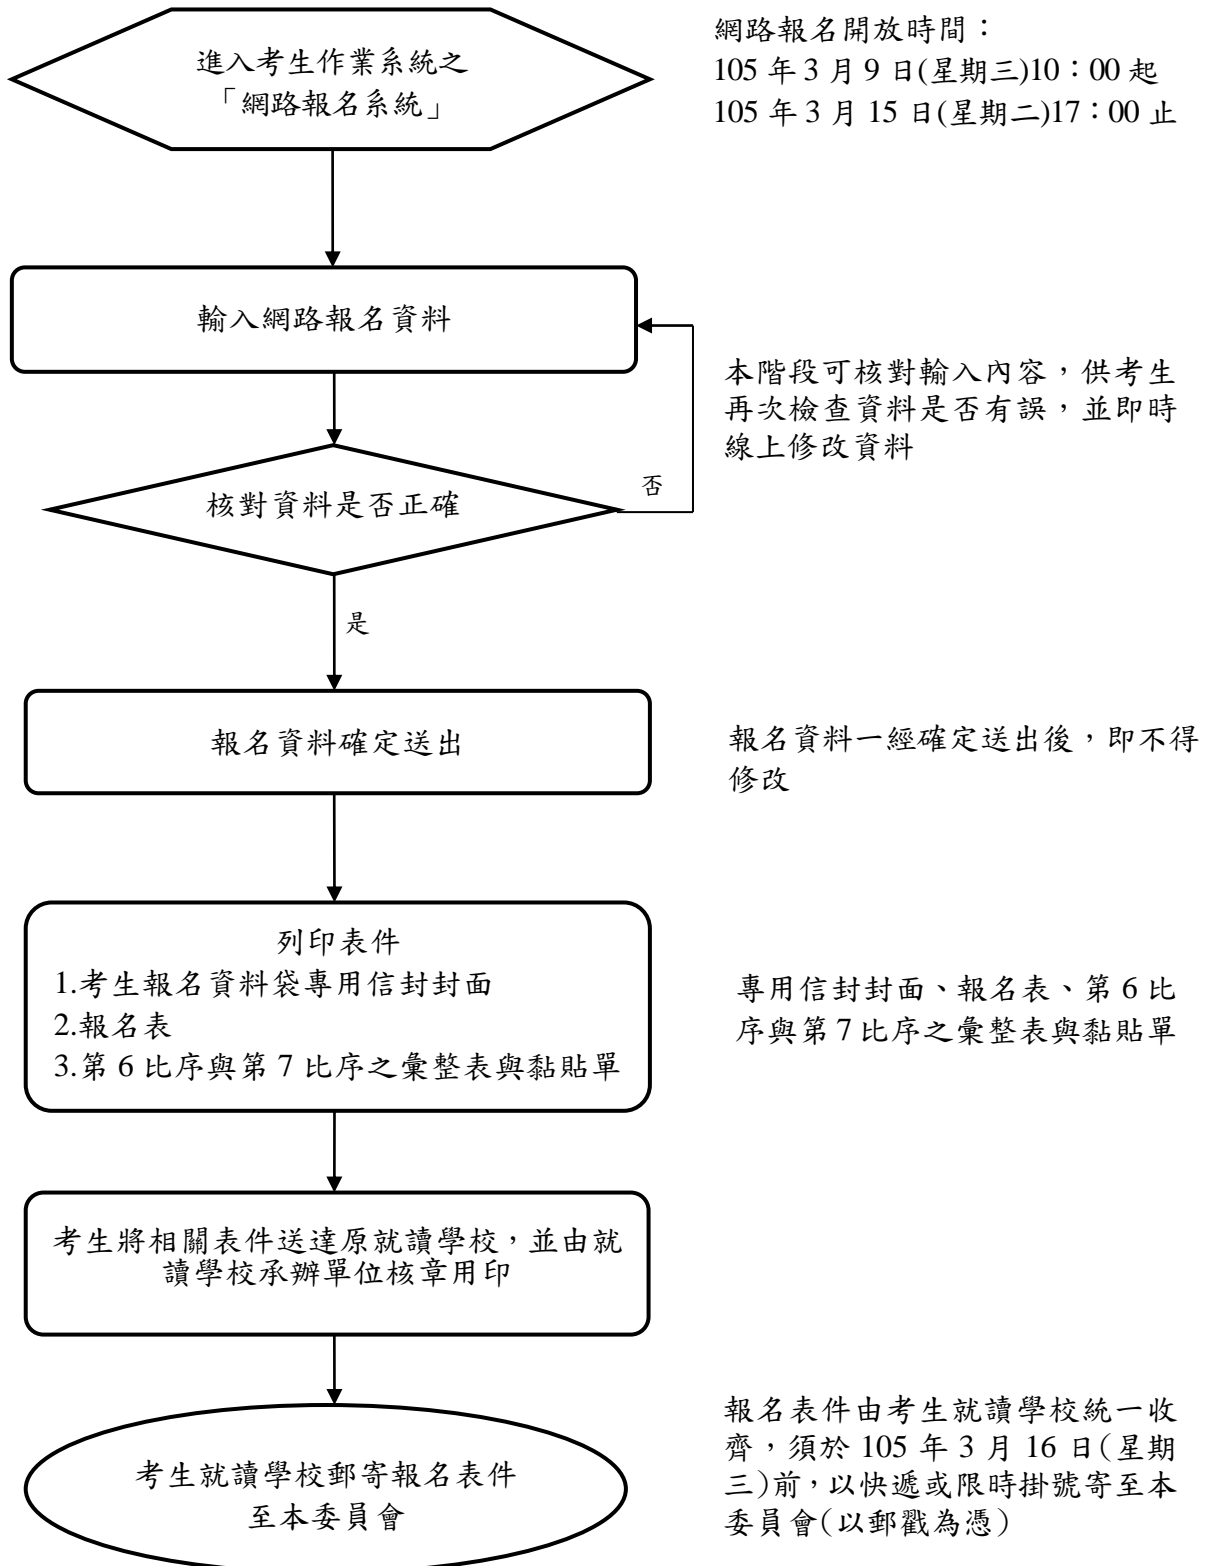 進入考生作業系統之
「網路報名系統」
網路報名開放時間：
105 年 3 月 9 日(星期三)10：00 起
105 年 3 月 15 日(星期二)17：00 止
輸入網路報名資料
本階段可核對輸入內容，供考生
再次檢查資料是否有誤，並即時
線上修改資料
核對資料是否正確
否
是
報名資料確定送出
報名資料一經確定送出後，即不得
修改
列印表件
1.考生報名資料袋專用信封封面
2.報名表
3.第 6 比序與第 7 比序之彙整表與黏貼單
專用信封封面、報名表、第 6 比
序與第 7 比序之彙整表與黏貼單
考生將相關表件送達原就讀學校，並由就
讀學校承辦單位核章用印
考生就讀學校郵寄報名表件
至本委員會
報名表件由考生就讀學校統一收
齊，須於 105 年 3 月 16 日(星期
三)前，以快遞或限時掛號寄至本
委員會(以郵戳為憑)